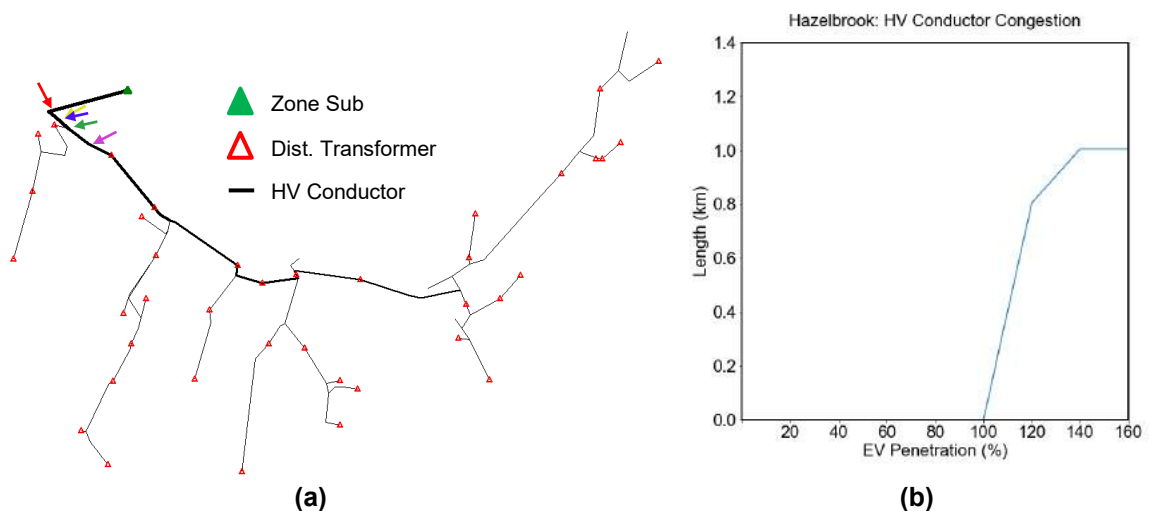 Zone Sub
Dist. Transformer
HV Conductor
(a)
Hazelbrook: HV Conductor Congestion
Length (km)
1.4
1.2
1.0
0.8
0.6
0.4
0.2
0.0
20 40 60 80 100 120 140 160
EV Penetration (%)
(b)